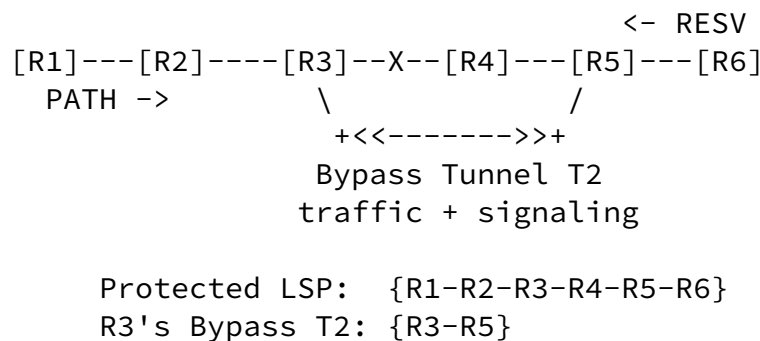 <- RESV
[R1]---[R2]----[R3]--X--[R4]---[R5]---[R6]
PATH -> \ /
+<<------->>+
Bypass Tunnel T2
traffic + signaling
Protected LSP: {R1-R2-R3-R4-R5-R6}
R3's Bypass T2: {R3-R5}